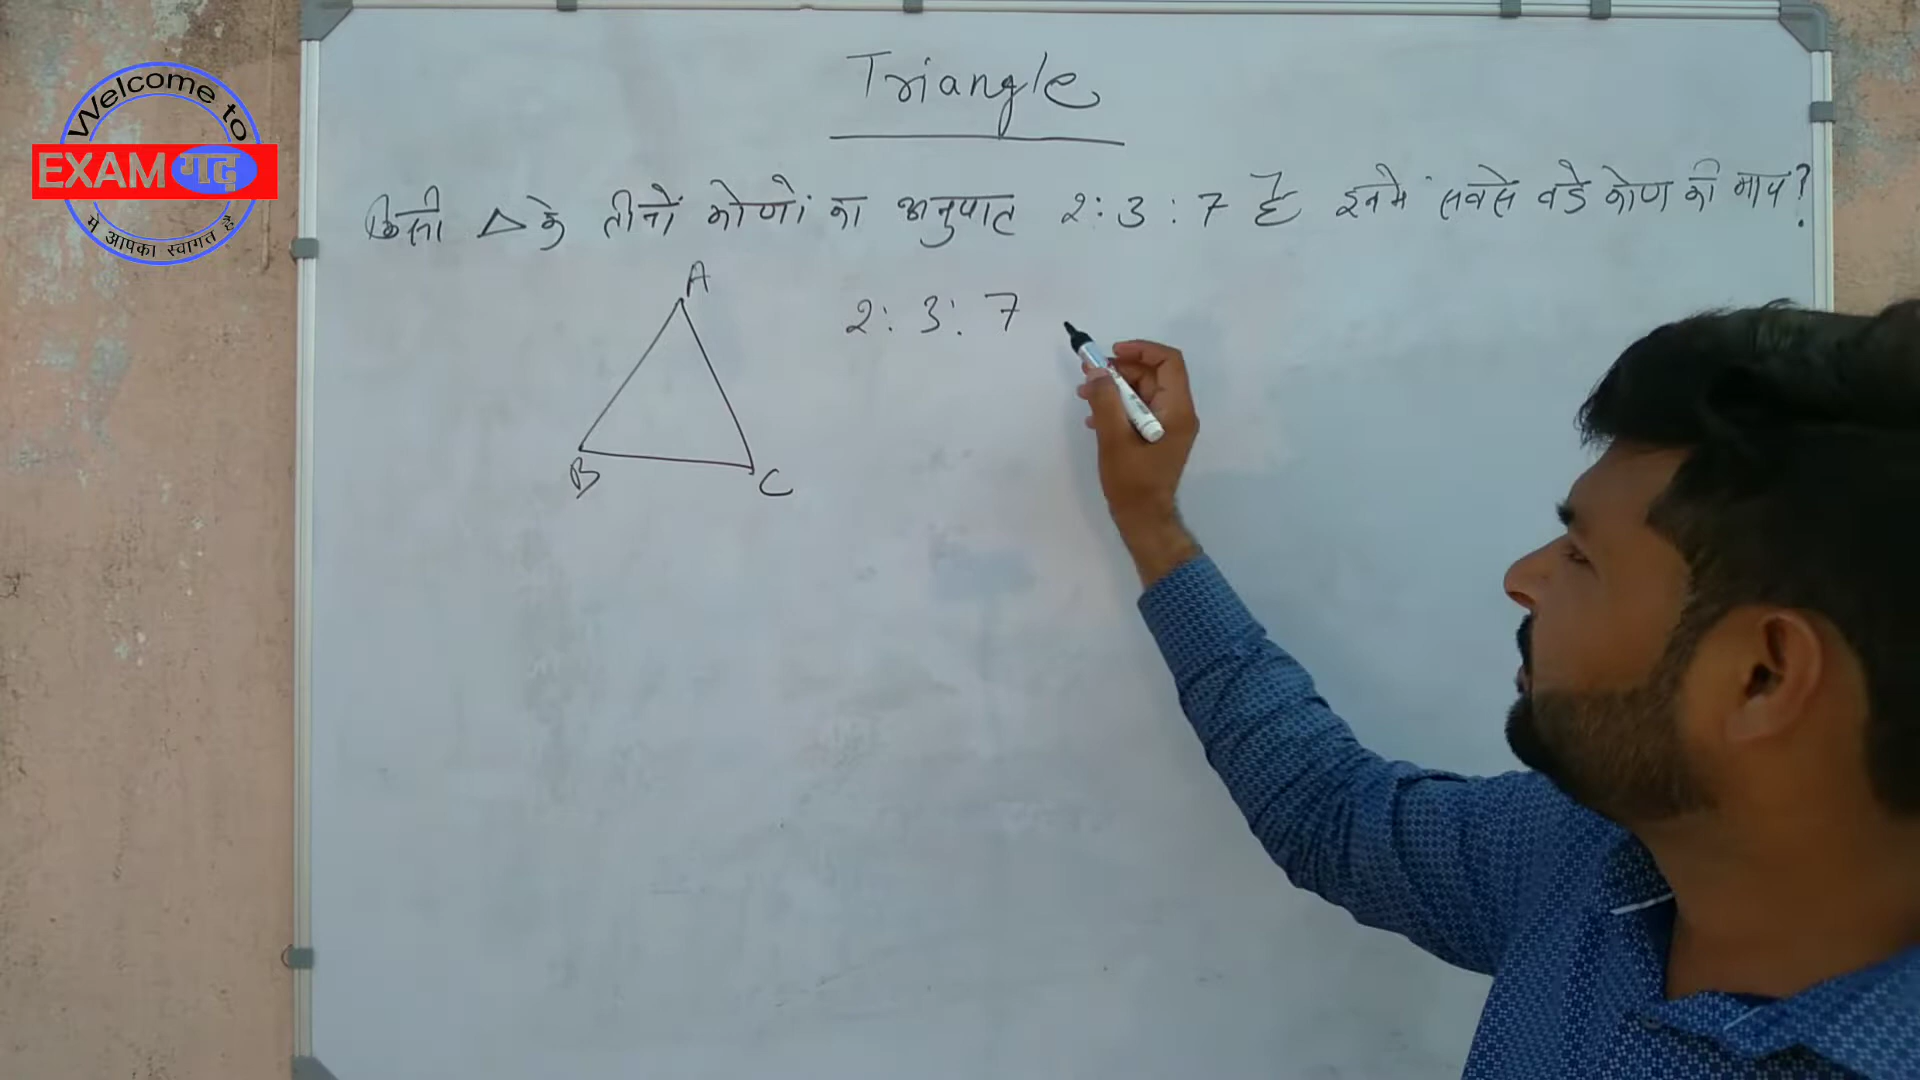 Welcome to
EXAM गढ़
में आपका स्वागत है
Triangle
किसी △ के तीनों कोणों का अनुपात 2 : 3 : 7 है इनमें सबसे बड़े कोण की माप ?
A
2 : 3 : 7
B
C